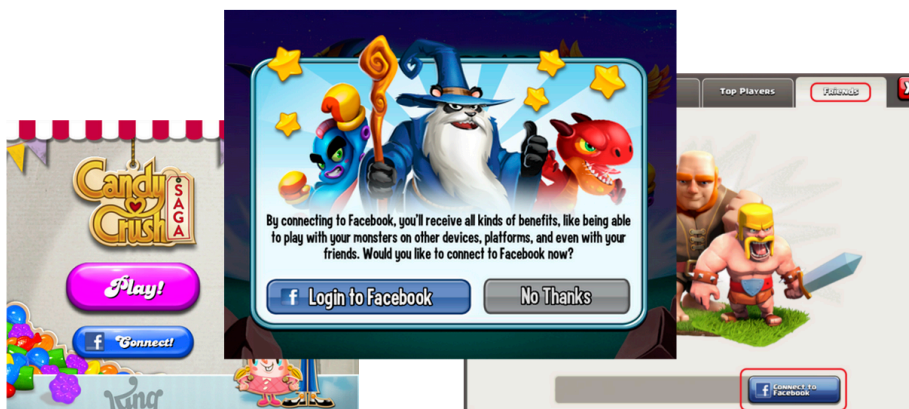 Candy
Crush
SAGA
Play!
f Connect!
King
By connecting to Facebook, you'll receive all kinds of benefits, like being able
to play with your monsters on other devices, platforms, and even with your
friends. Would you like to connect to Facebook now?
f Login to Facebook
No Thanks
Top Players
Friends
f Connect to
Facebook